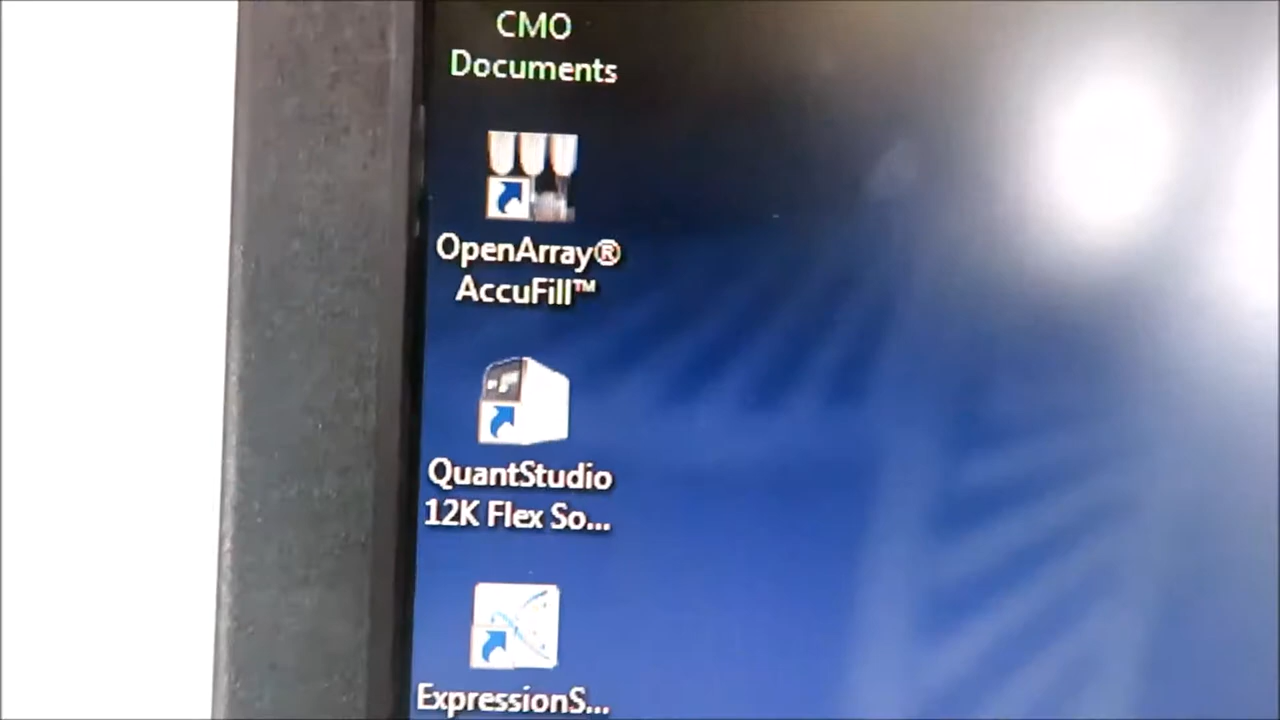 CMO
Documents
OpenArray®
AccuFill™
QuantStudio
12K Flex So...
ExpressionS...